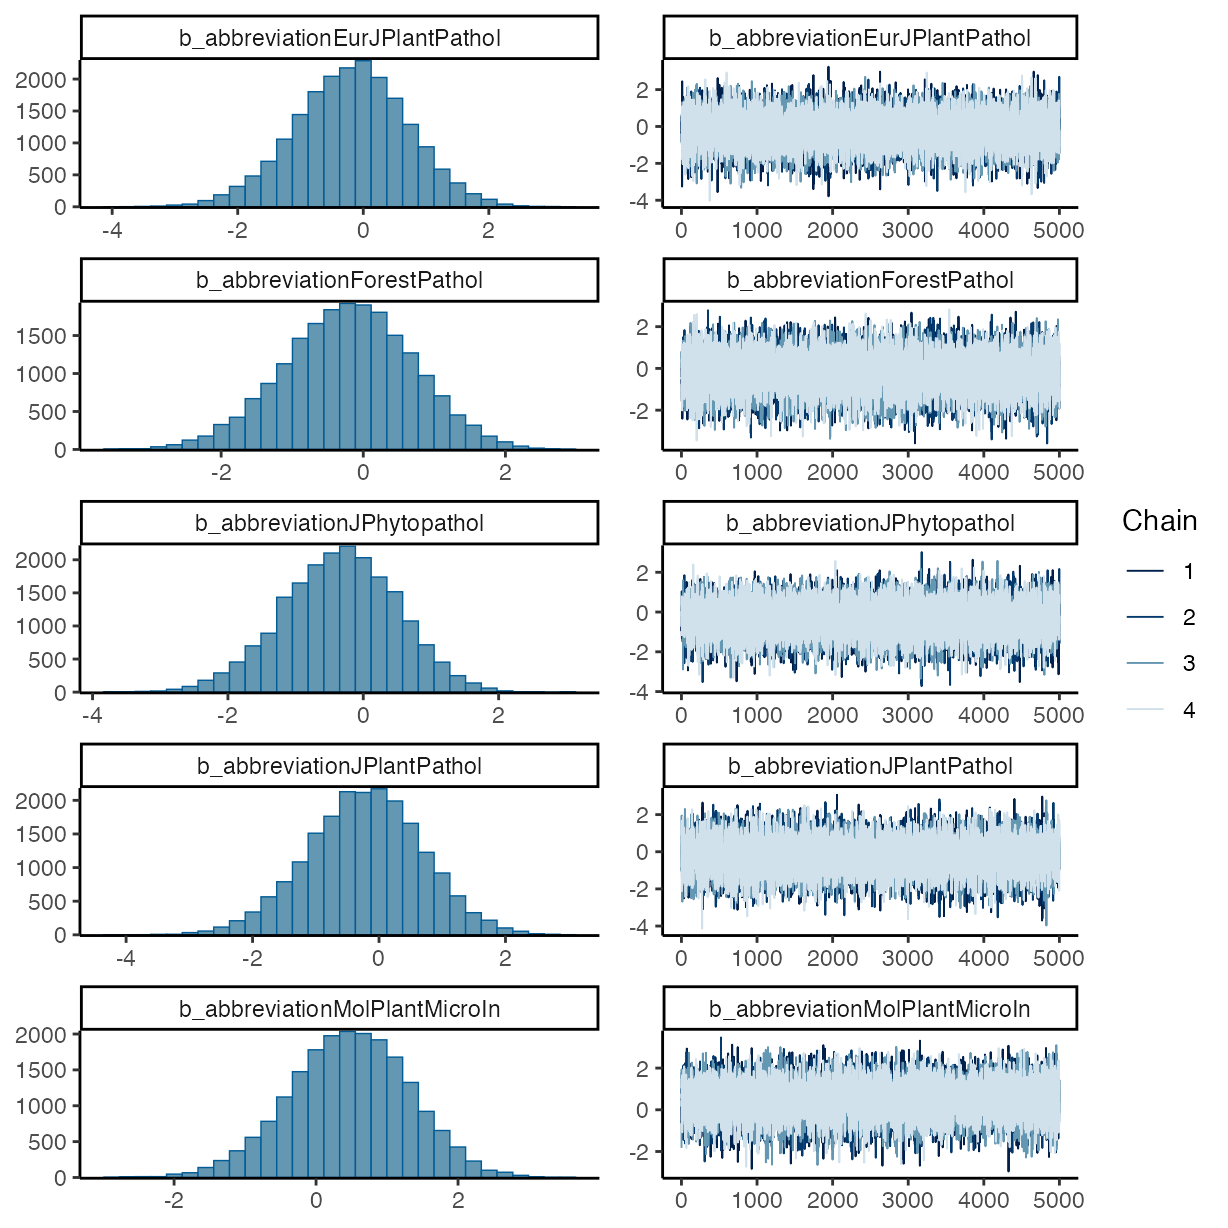 b_abbreviationEurJPlantPathol
2000
1500
1000
500
0
-4 -2 0 2
b_abbreviationEurJPlantPathol
2
0
-2
-4
0 1000 2000 3000 4000 5000
b_abbreviationForestPathol
1500
1000
500
0
-2 0 2
b_abbreviationForestPathol
2
0
-2
0 1000 2000 3000 4000 5000
b_abbreviationJPhytopathol
2000
1500
1000
500
0
-4 -2 0 2
b_abbreviationJPhytopathol
2
0
-2
-4
0 1000 2000 3000 4000 5000
b_abbreviationJPlantPathol
2000
1500
1000
500
0
-4 -2 0 2
b_abbreviationJPlantPathol
2
0
-2
-4
0 1000 2000 3000 4000 5000
b_abbreviationMolPlantMicroIn
2000
1500
1000
500
0
-2 0 2
b_abbreviationMolPlantMicroIn
2
0
-2
0 1000 2000 3000 4000 5000
Chain
1
2
3
4